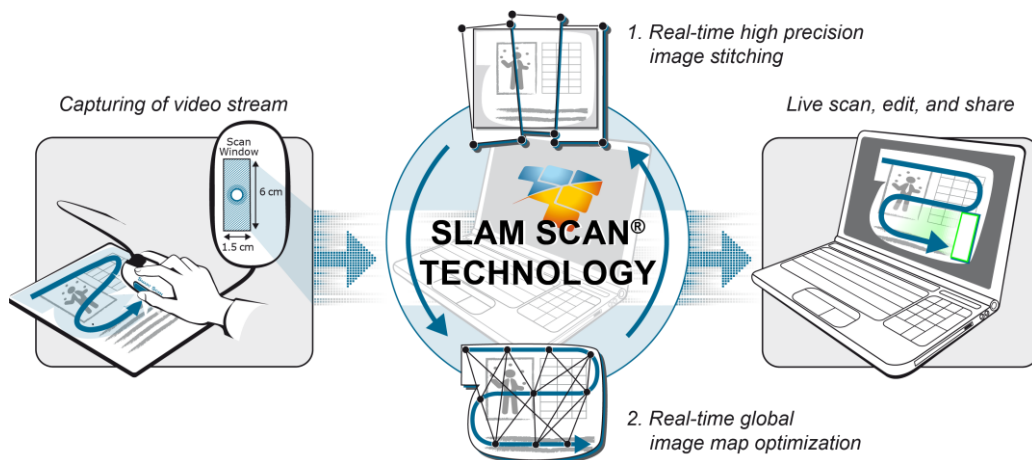 1. Real-time high precision
image stitching
Capturing of video stream
Live scan, edit, and share
Scan
Window
6 cm
1.5 cm
SLAM SCAN®
TECHNOLOGY
2. Real-time global
image map optimization